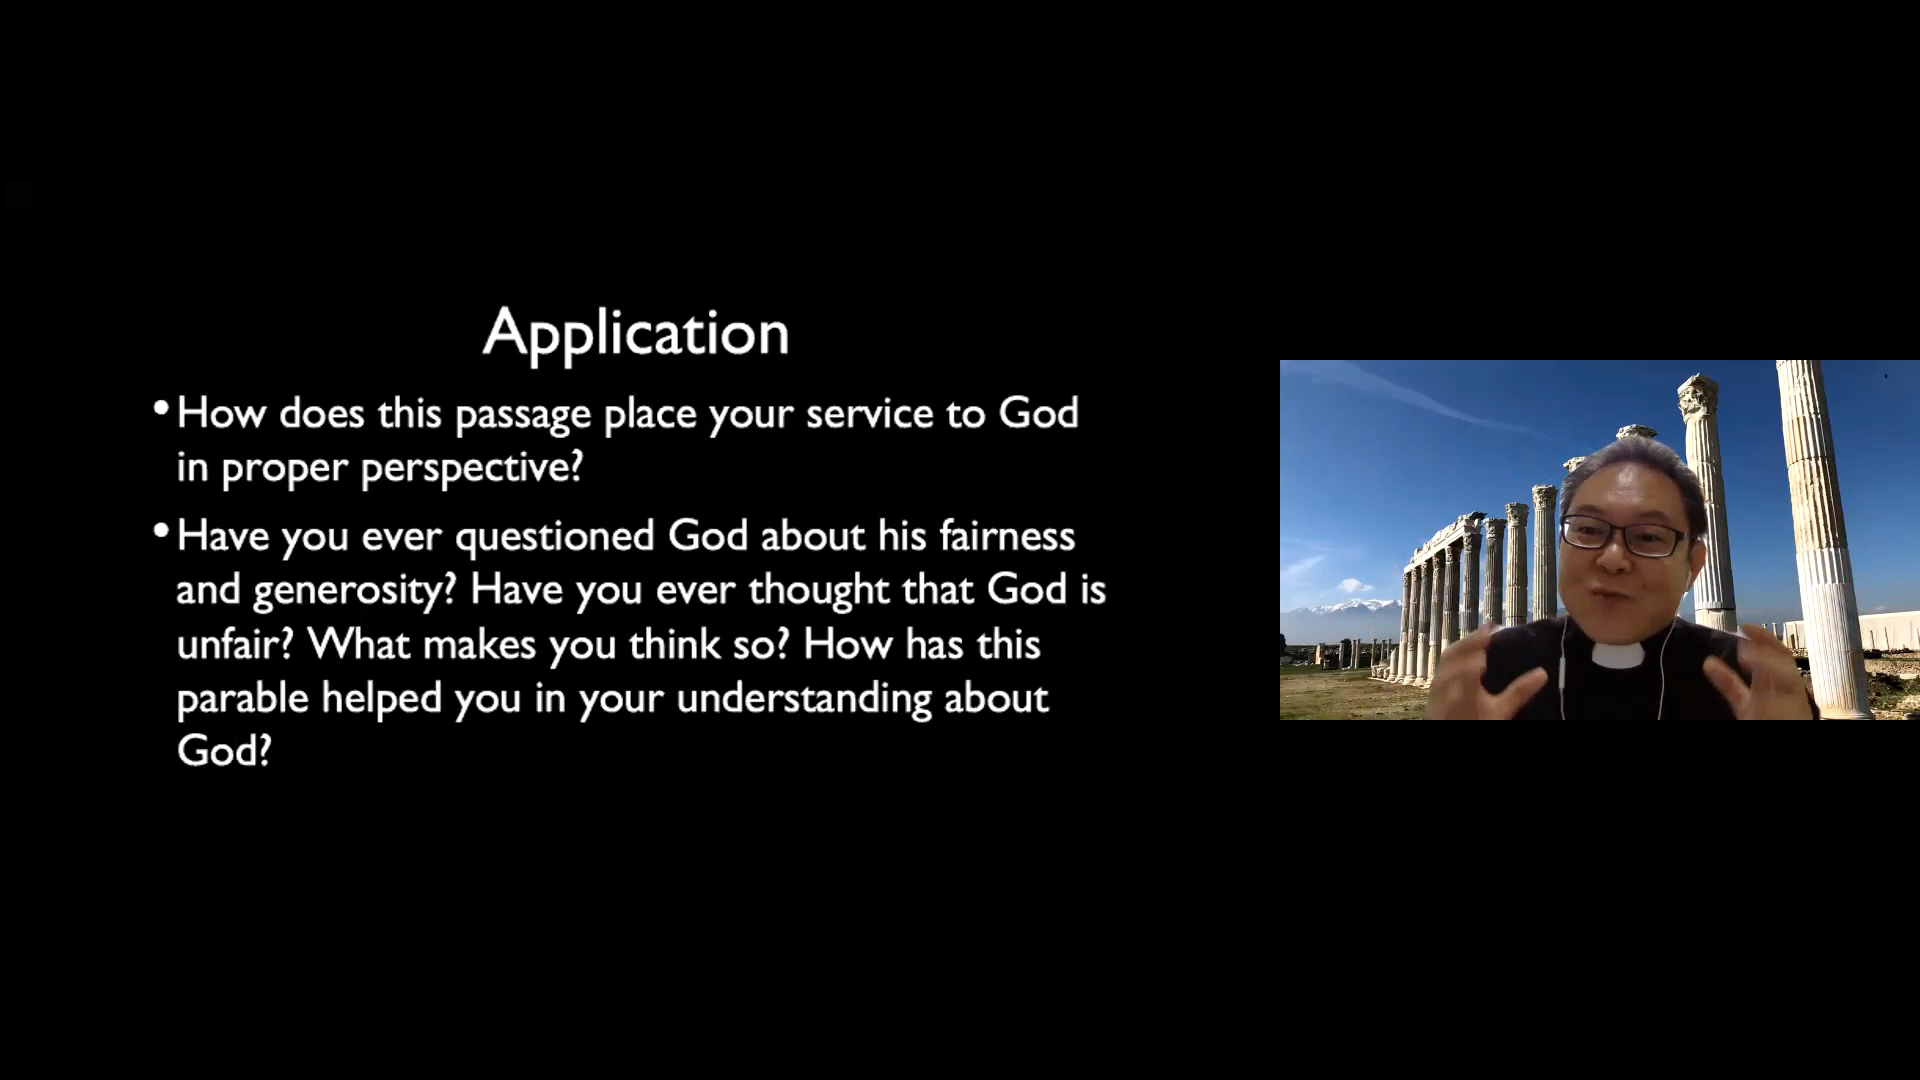 Application
•How does this passage place your service to God
in proper perspective?
•Have you ever questioned God about his fairness
and generosity? Have you ever thought that God is
unfair? What makes you think so? How has this
parable helped you in your understanding about
God?